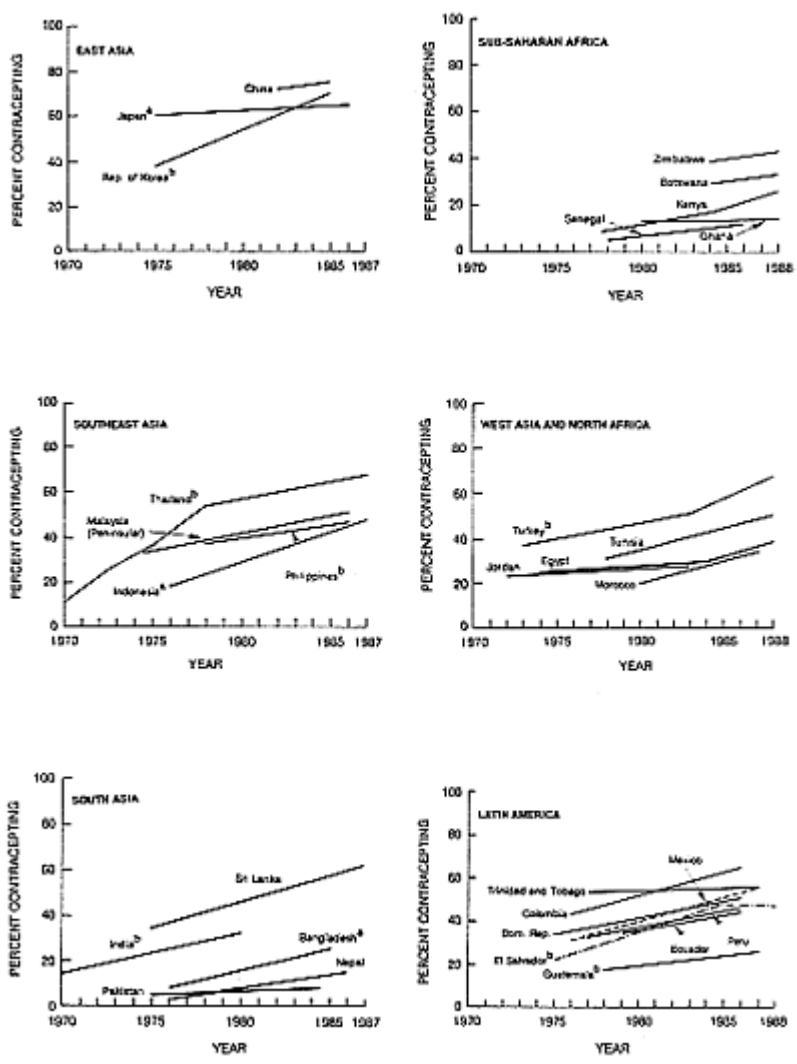 EAST ASIA
PERCENT CONTRACEPTING
100
80
60
40
20
0
China
Japan a
Rep. of Korea b
1970 1975 1980 1985 1987
YEAR
SUB-SAHARAN AFRICA
PERCENT CONTRACEPTING
100
80
60
40
20
0
Zimbabwe
Botswana
Kenya
Senegal
Ghana
1970 1975 1980 1985 1988
YEAR
SOUTHEAST ASIA
PERCENT CONTRACEPTING
100
80
60
40
20
0
Thailand b
Malaysia
(Peninsular)
Indonesia a
Philippines b
1970 1975 1980 1985 1987
YEAR
WEST ASIA AND NORTH AFRICA
PERCENT CONTRACEPTING
100
80
60
40
20
0
Turkey b
Tunisia
Jordan
Egypt
Morocco
1970 1975 1980 1985 1988
YEAR
SOUTH ASIA
PERCENT CONTRACEPTING
100
80
60
40
20
0
Sri Lanka
India b
Bangladesh a
Nepal
Pakistan
1970 1975 1980 1985 1987
YEAR
LATIN AMERICA
PERCENT CONTRACEPTING
100
80
60
40
20
0
Mexico
Trinidad and Tobago
Colombia
Dom. Rep.
Peru
Ecuador
El Salvador b
Guatemala b
1970 1975 1980 1985 1988
YEAR